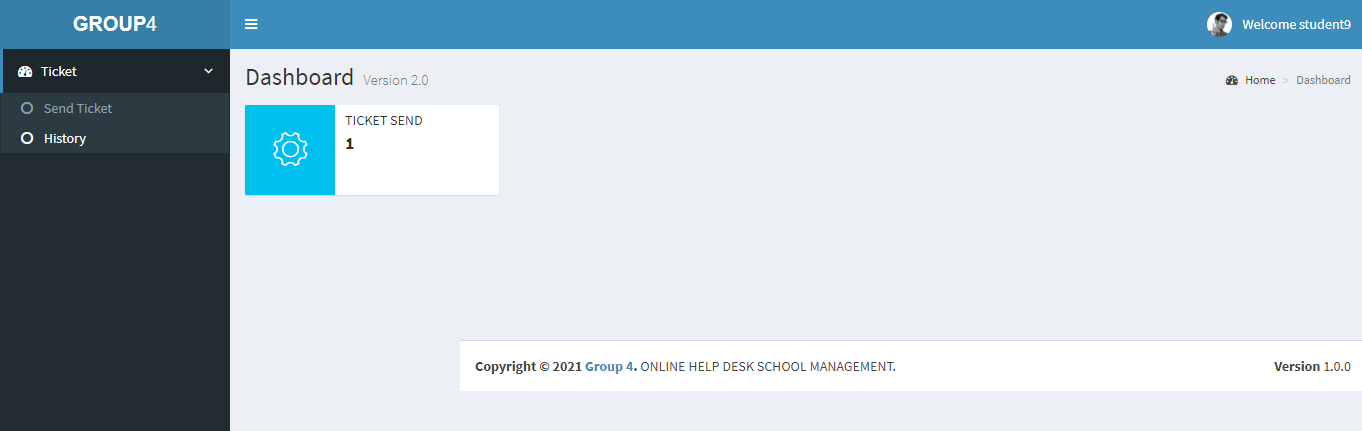 GROUP4
Welcome student9
Ticket
Send Ticket
History
Dashboard Version 2.0
Home > Dashboard
TICKET SEND
1
Copyright © 2021 Group 4. ONLINE HELP DESK SCHOOL MANAGEMENT.
Version 1.0.0